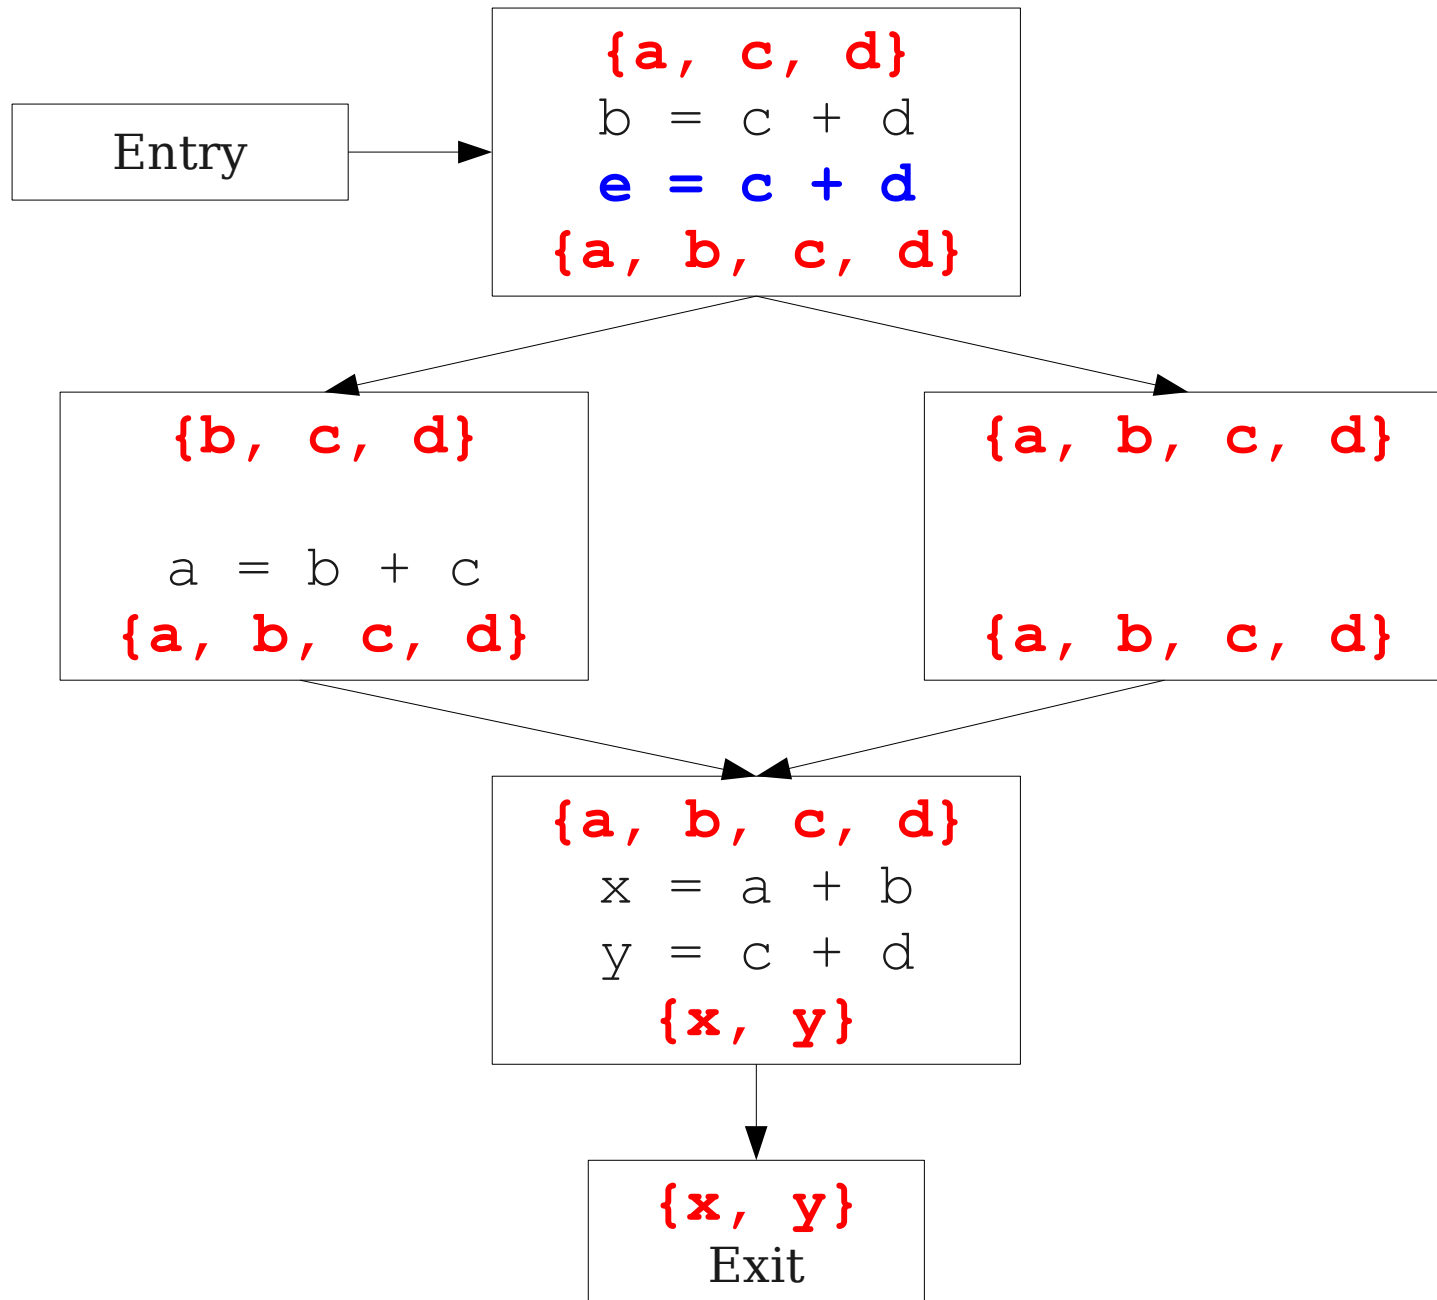 Entry
{a, c, d}
b = c + d
e = c + d
{a, b, c, d}
{b, c, d}
a = b + c
{a, b, c, d}
{a, b, c, d}
{a, b, c, d}
{a, b, c, d}
x = a + b
y = c + d
{x, y}
{x, y}
Exit